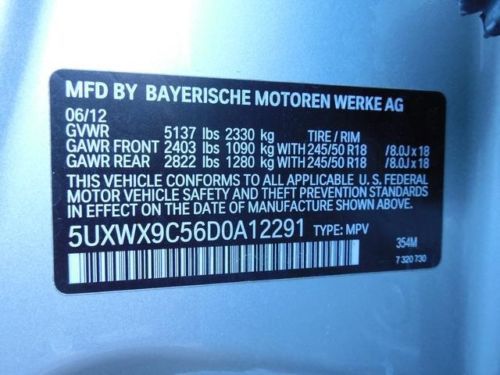 MFD BY BAYERISCHE MOTOREN WERKE AG
06/12
GVWR 5137 lbs 2330 kg TIRE / RIM
GAWR FRONT 2403 lbs 1090 kg WITH 245/50 R18 /8.0J x 18
GAWR REAR 2822 lbs 1280 kg WITH 245/50 R18 /8.0J x 18
THIS VEHICLE CONFORMS TO ALL APPLICABLE U. S. FEDERAL
MOTOR VEHICLE SAFETY AND THEFT PREVENTION STANDARDS
IN EFFECT ON THE DATE OF MANUFACTURE SHOWN ABOVE.
5UXWX9C56D0A12291 TYPE: MPV
354M
7 320 730